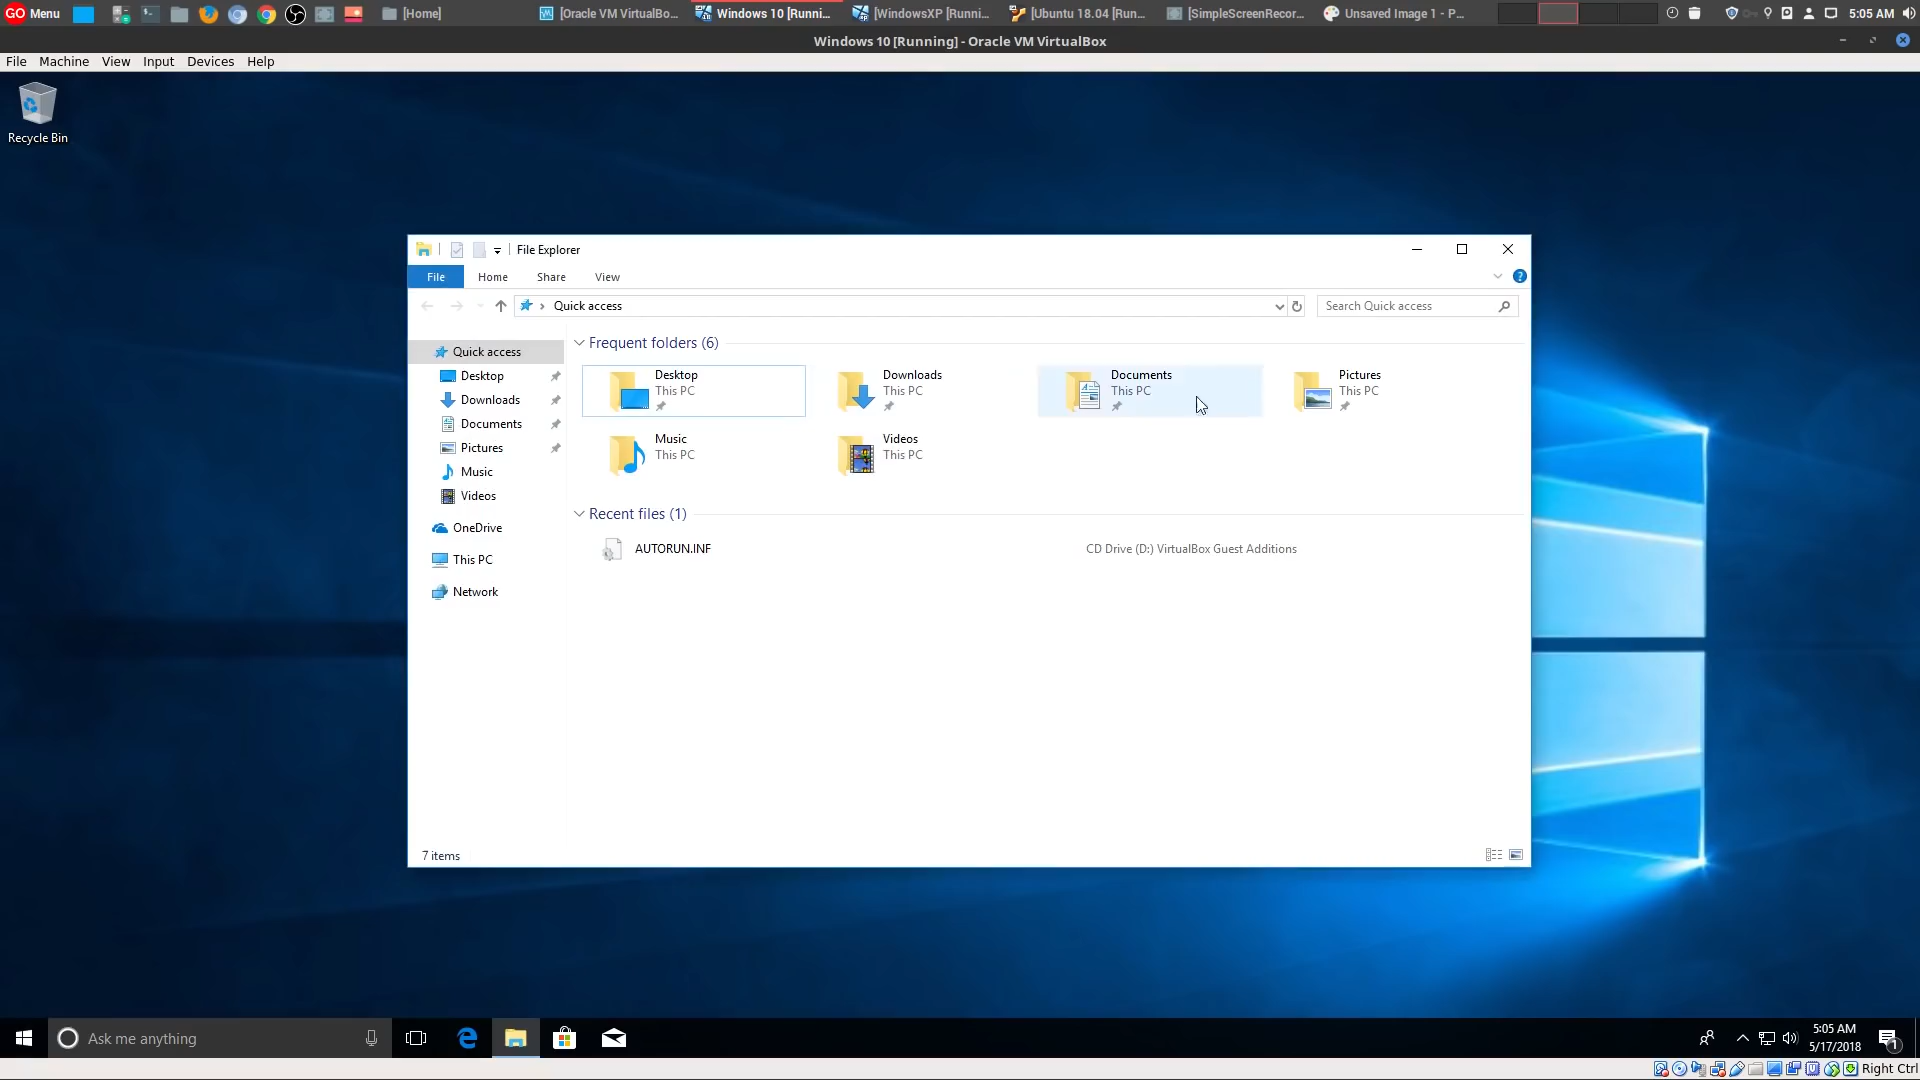 GO Menu
[Home]
[Oracle VM VirtualBo...
Windows 10 [Runni...
[WindowsXP [Runni...
[Ubuntu 18.04 [Run...
[SimpleScreenRecor...
Unsaved Image 1 - P...
5:05 AM
Windows 10 [Running] - Oracle VM VirtualBox
File Machine View Input Devices Help
Recycle Bin
File Explorer
File Home Share View
Quick access
Search Quick access
Quick access
Desktop
Downloads
Documents
Pictures
Music
Videos
OneDrive
This PC
Network
Frequent folders (6)
Desktop
This PC
Downloads
This PC
Documents
This PC
Pictures
This PC
Music
This PC
Videos
This PC
Recent files (1)
AUTORUN.INF
CD Drive (D:) VirtualBox Guest Additions
7 items
Ask me anything
5:05 AM
5/17/2018
1
Right Ctrl